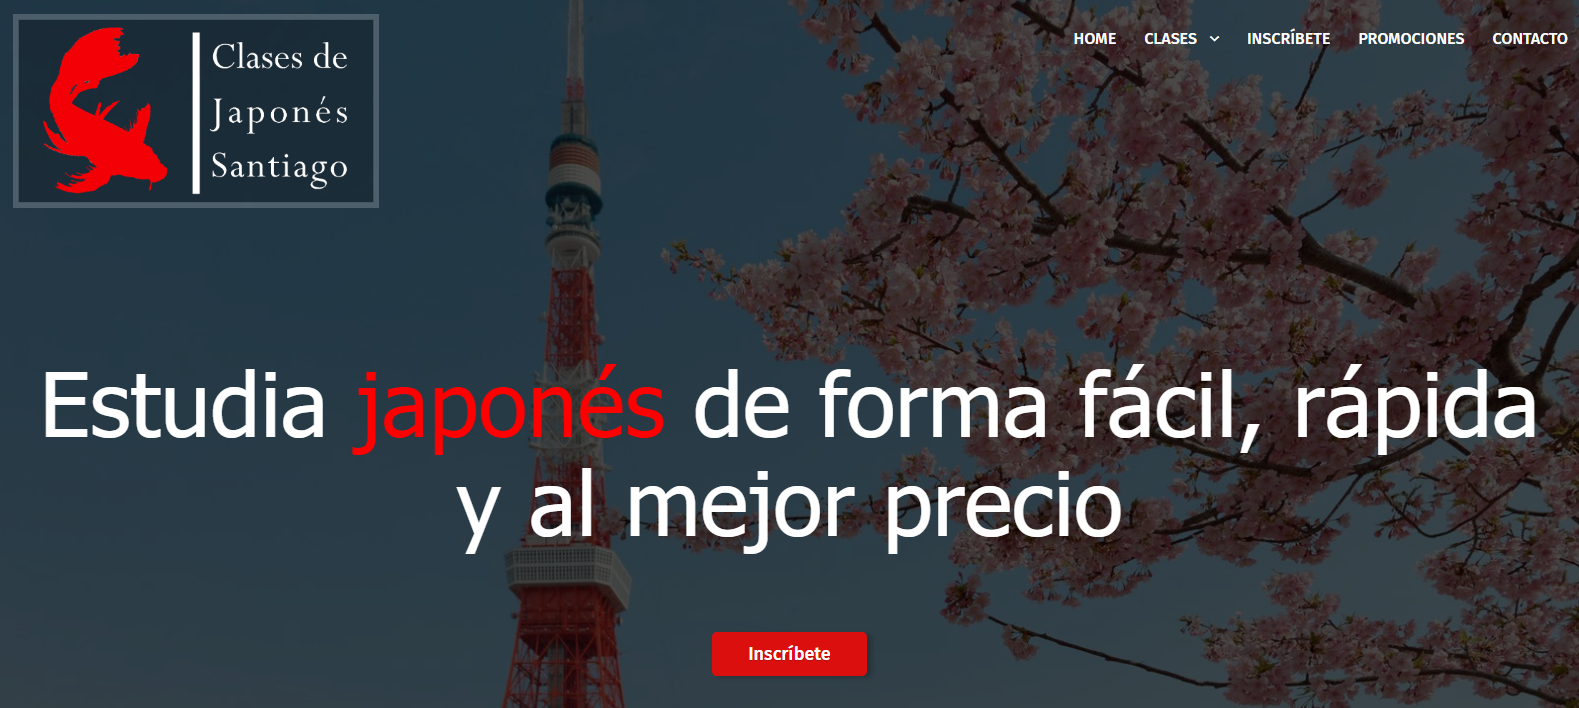 Clases de
Japonés
Santiago
HOME CLASES INSCRÍBETE PROMOCIONES CONTACTO
Estudia japonés de forma fácil, rápida
y al mejor precio
Inscríbete